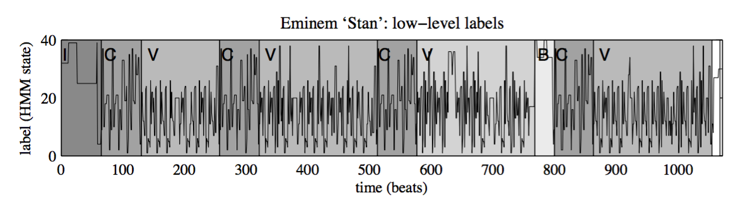 Eminem ‘Stan’: low−level labels
label (HMM state)
40
20
0
I C V C V C V B C V
0 100 200 300 400 500 600 700 800 900 1000
time (beats)